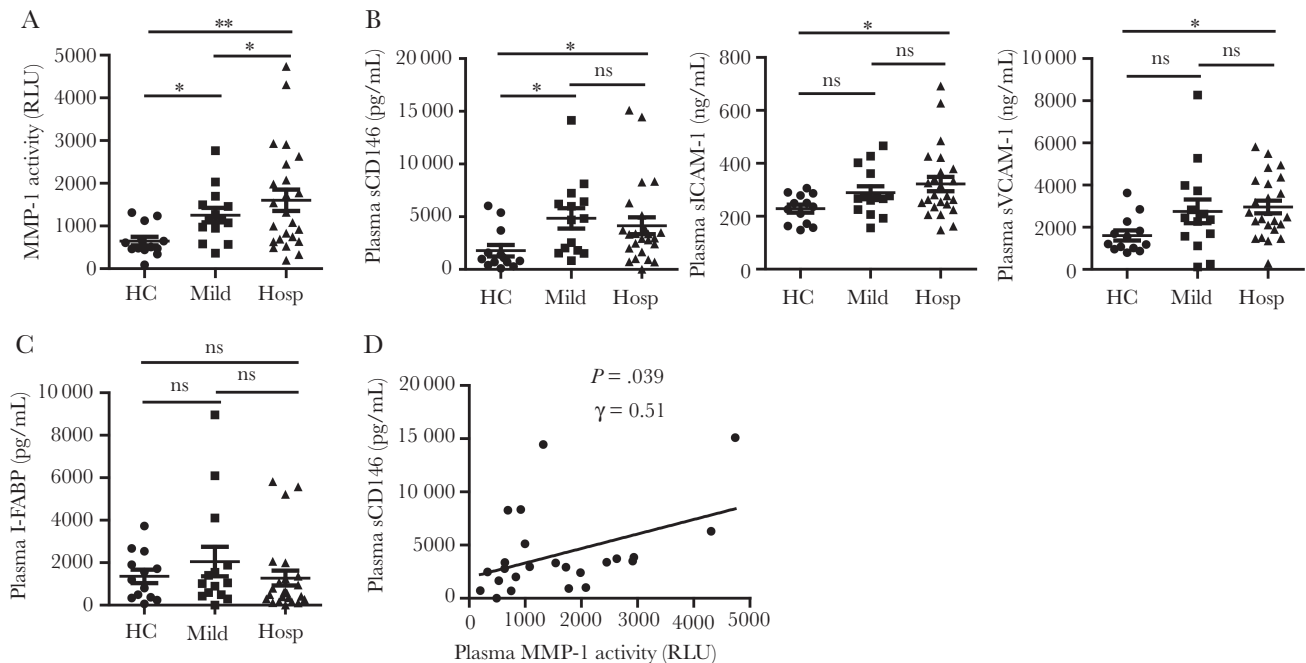 A
**
*
*
MMP-1 activity (RLU)
5000
4000
3000
2000
1000
0
HC Mild Hosp
B
*
ns
*
Plasma sCD146 (pg/mL)
20 000
15 000
10 000
5000
0
HC Mild Hosp
*
ns
ns
Plasma sICAM-1 (ng/mL)
800
600
400
200
0
HC Mild Hosp
*
ns
ns
Plasma sVCAM-1 (ng/mL)
10 000
8000
6000
4000
2000
0
HC Mild Hosp
C
ns
ns
ns
Plasma I-FABP (pg/mL)
10 000
8000
6000
4000
2000
0
HC Mild Hosp
D
P = .039
γ = 0.51
Plasma sCD146 (pg/mL)
20 000
15 000
10 000
5000
0
0 1000 2000 3000 4000 5000
Plasma MMP-1 activity (RLU)